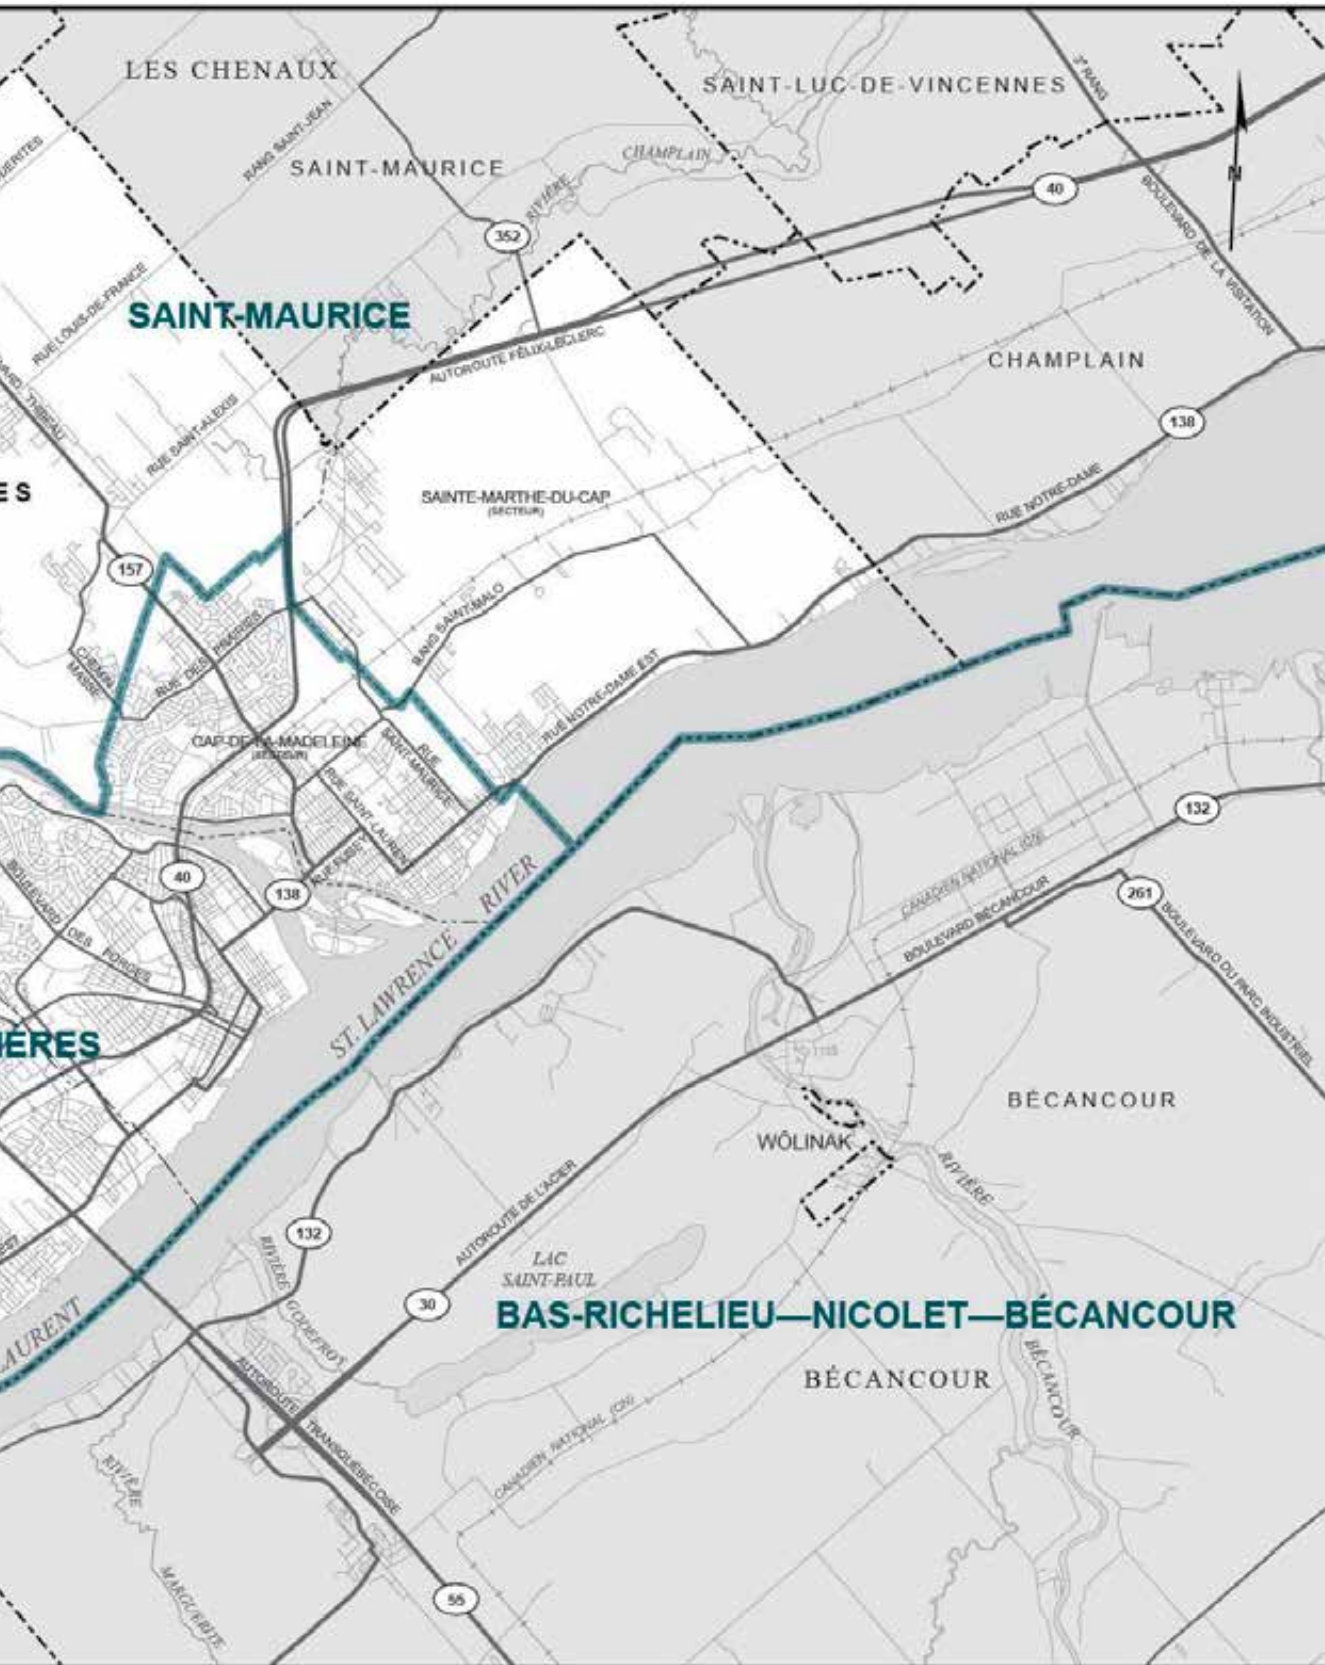 LES CHENAUX
SAINT-LUC-DE-VINCENNES
3e RANG
RANG SAINT-JEAN
SAINT-MAURICE
RIVIÈRE
CHAMPLAIN
40
N
352
BOULEVARD DE LA VISITATION
RUE LOUIS-DE-FRANCE
SAINT-MAURICE
AUTOROUTE FÉLIX-LECLERC
CHAMPLAIN
THIBEAU
RUE SAINT-ALEXIS
138
ES
SAINTE-MARTHE-DU-CAP
(SECTEUR)
RUE NOTRE-DAME
157
RANG SAINT-MALO
RUE DES PRAIRIES
CHEMIN
MASSE
RUE NOTRE-DAME EST
CAP-DE-LA-MADELEINE
(SECTEUR)
RUE
SAINT-MAURICE
RUE SAINT-LAURENT
132
CANADIEN NATIONAL (CN)
40
138
261
BOULEVARD BÉCANCOUR
BOULEVARD DU PARC INDUSTRIEL
BOULEVARD
DES
FORGES
ST. LAWRENCE RIVER
IÈRES
BÉCANCOUR
WÔLINAK
RIVIÈRE
BÉCANCOUR
AUTOROUTE DE L'ACIER
132
RIVIÈRE
GODEFROY
LAC
SAINT-PAUL
30
BAS-RICHELIEU—NICOLET—BÉCANCOUR
AURENT
BÉCANCOUR
AUTOROUTE
TRANSQUÉBÉCOISE
CANADIEN NATIONAL (CN)
RIVIÈRE
MARGUERITE
55